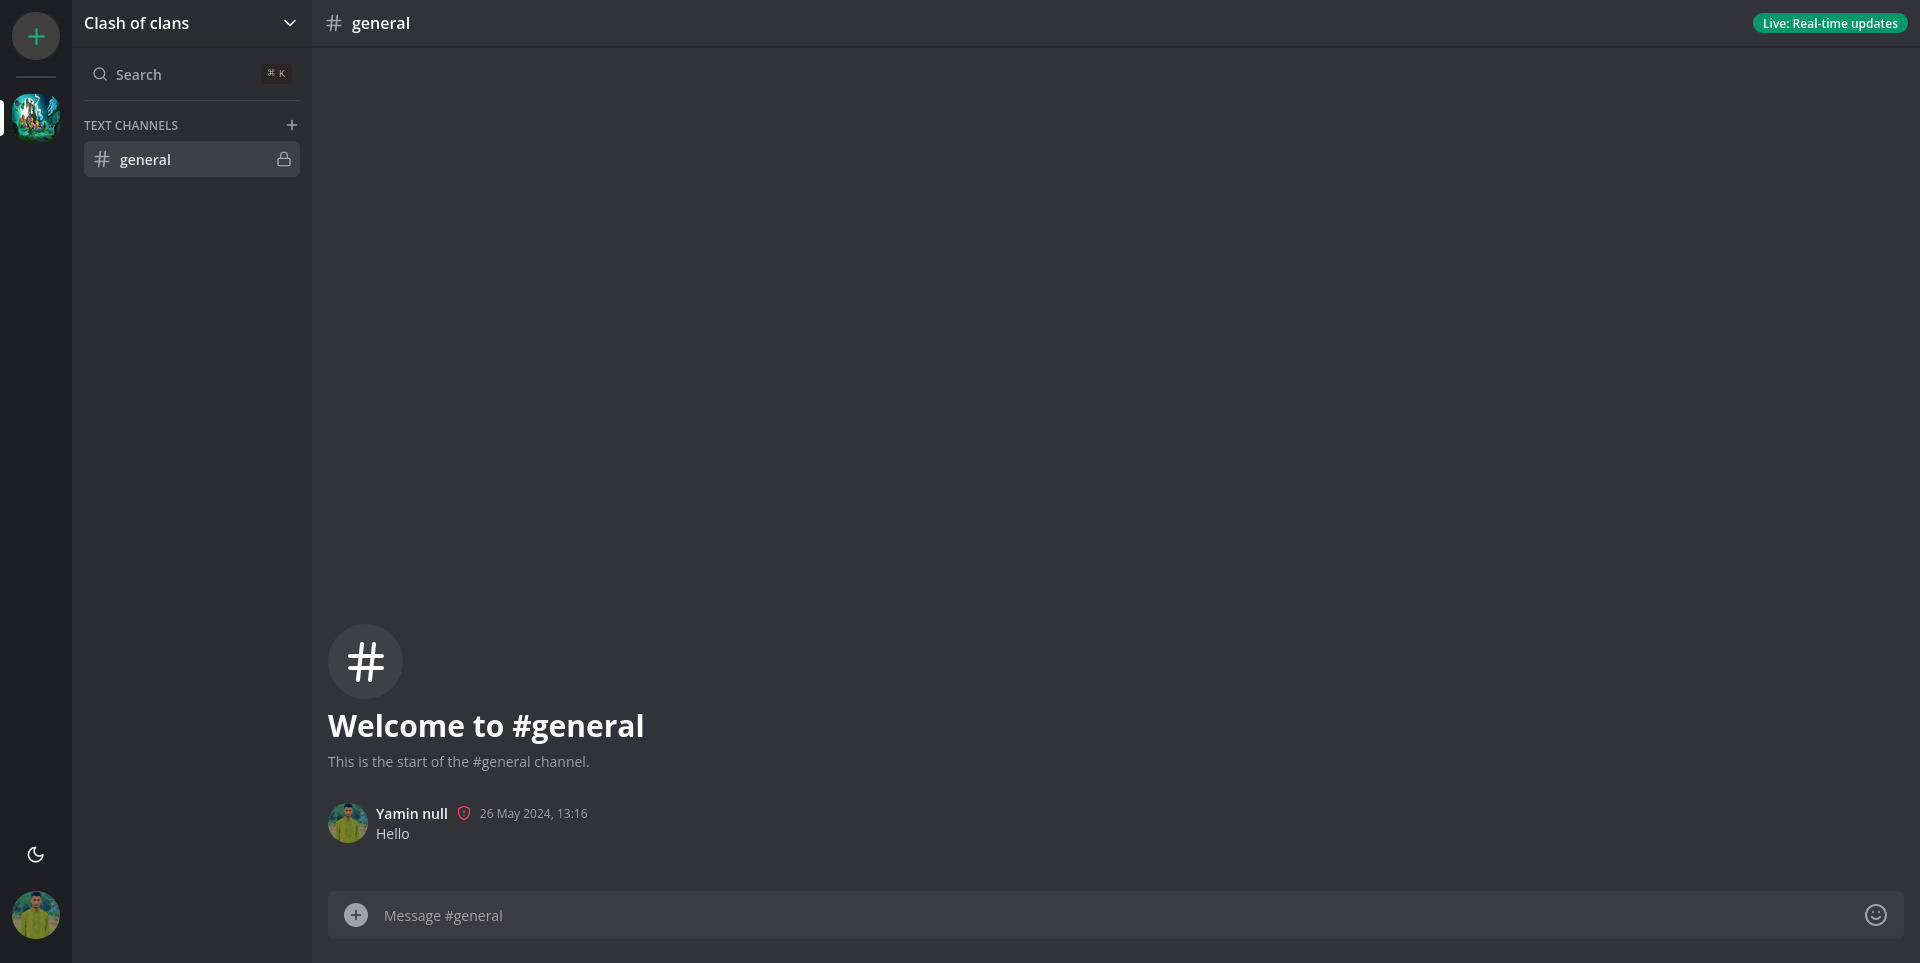 Clash of clans
# general
Live: Real-time updates
Search
⌘ K
TEXT CHANNELS
# general
#
Welcome to #general
This is the start of the #general channel.
Yamin null 26 May 2024, 13:16
Hello
Message #general